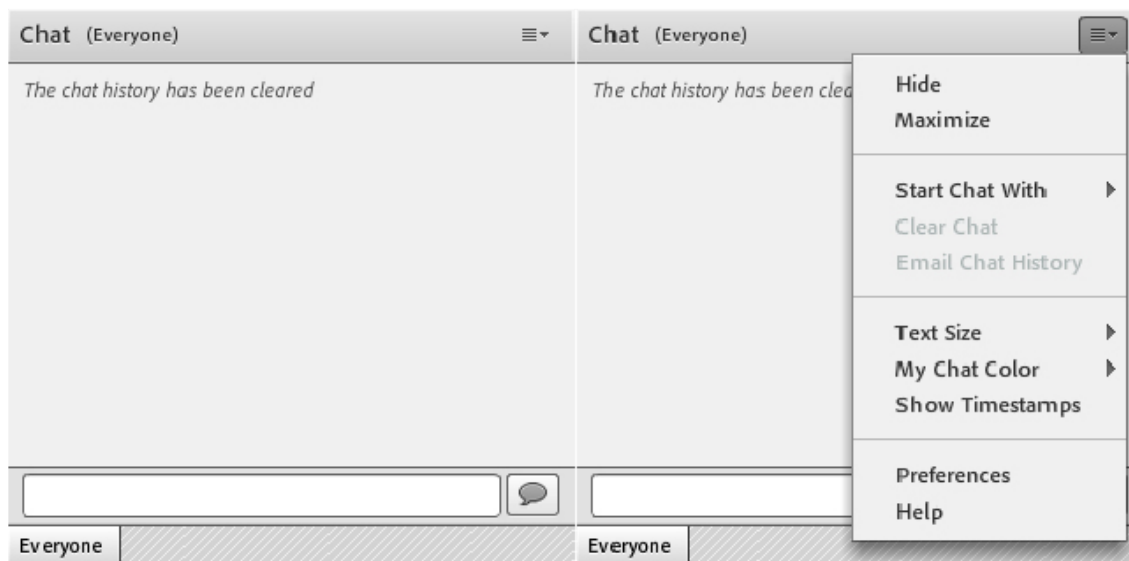 Chat (Everyone)
The chat history has been cleared
Everyone
Chat (Everyone)
The chat history has been clea
Hide
Maximize
Start Chat With
Clear Chat
Email Chat History
Text Size
My Chat Color
Show Timestamps
Preferences
Help
Everyone